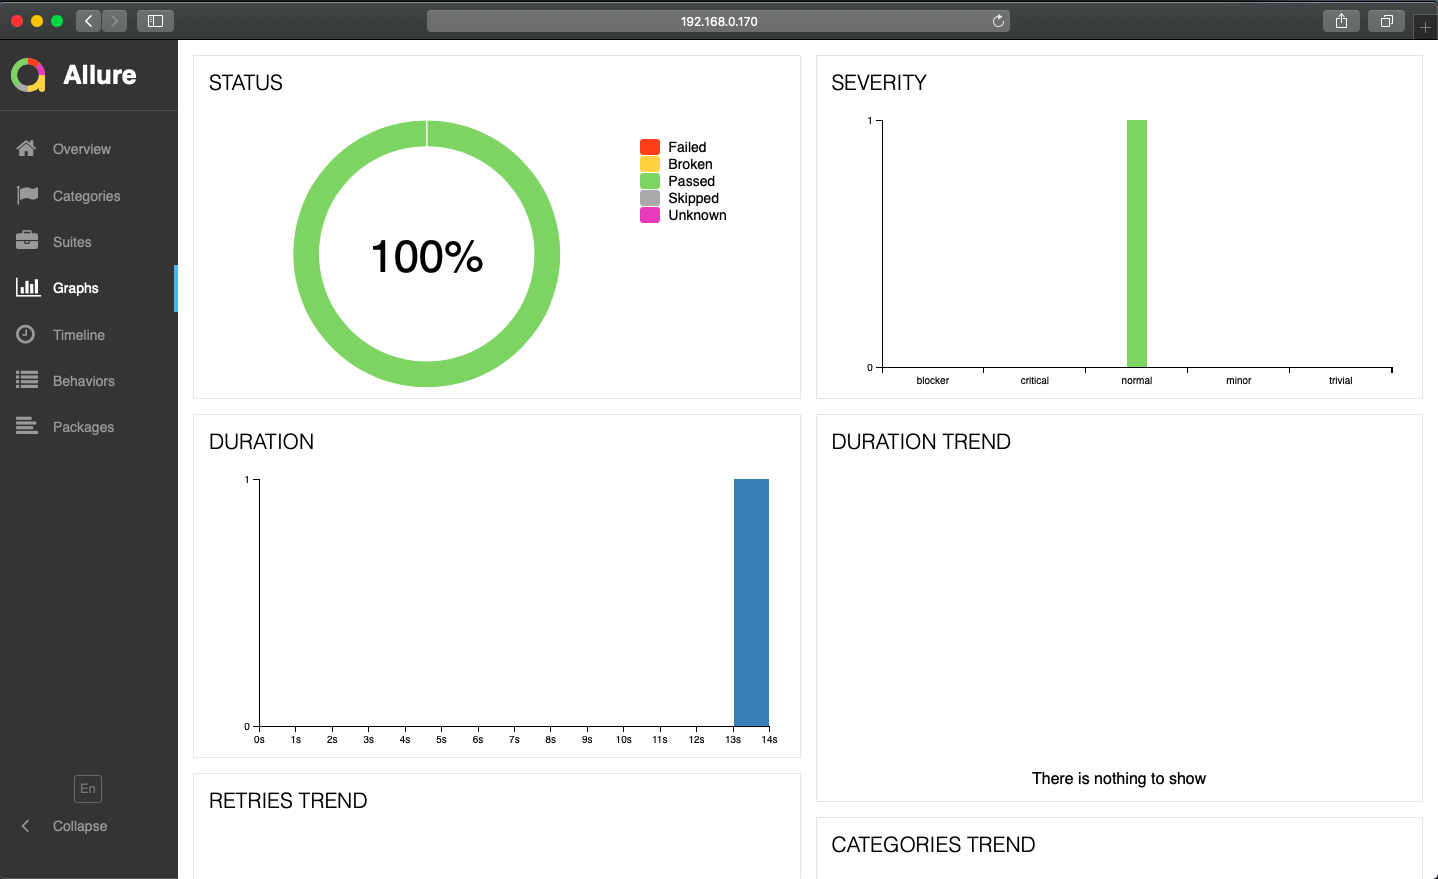 192.168.0.170
Allure
Overview
Categories
Suites
Graphs
Timeline
Behaviors
Packages
En
Collapse
STATUS
100%
Failed
Broken
Passed
Skipped
Unknown
SEVERITY
1
0
blocker critical normal minor trivial
DURATION
1
0
0s 1s 2s 3s 4s 5s 6s 7s 8s 9s 10s 11s 12s 13s 14s
DURATION TREND
There is nothing to show
RETRIES TREND
CATEGORIES TREND